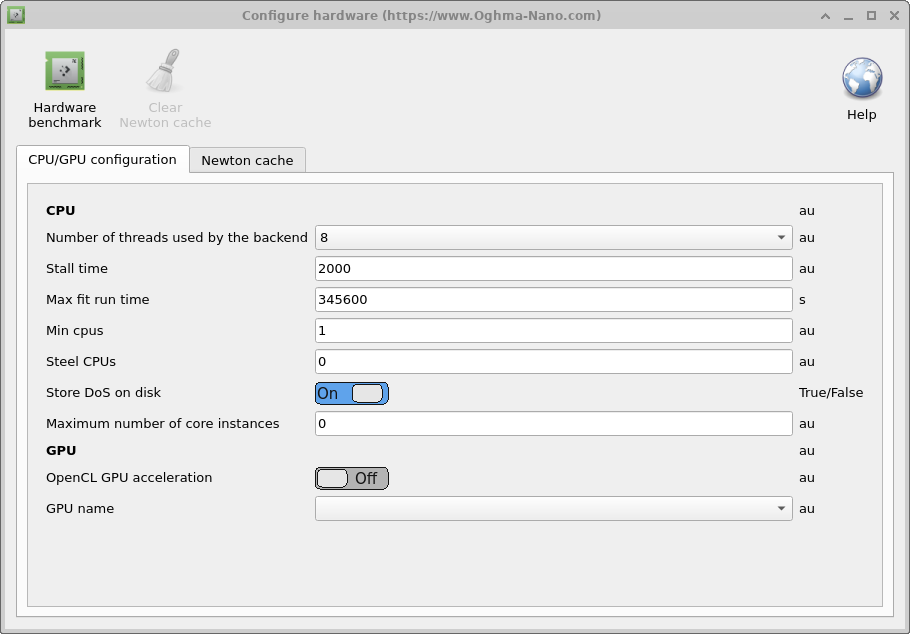 Configure hardware (https://www.Oghma-Nano.com)
Hardware
benchmark
Clear
Newton cache
Help
CPU/GPU configuration
Newton cache
CPU au
Number of threads used by the backend 8 au
Stall time 2000 au
Max fit run time 345600 s
Min cpus 1 au
Steel CPUs 0 au
Store DoS on disk On True/False
Maximum number of core instances 0 au
GPU au
OpenCL GPU acceleration Off au
GPU name au